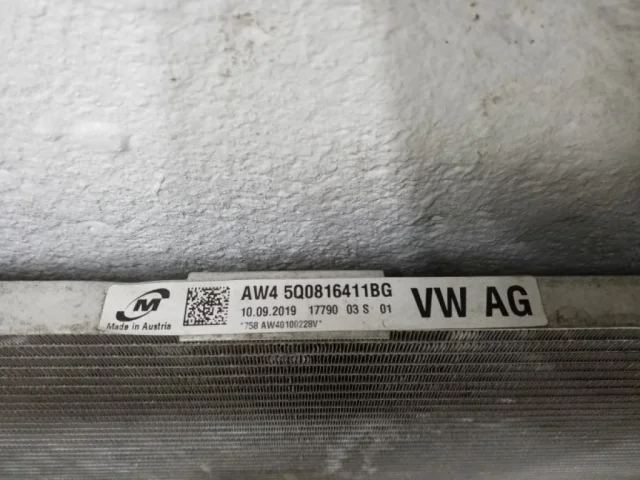 M
Made in Austria
AW4 5Q0816411BG
10.09.2019 17790 03 S 01
*758 AW40100228V*
VW AG